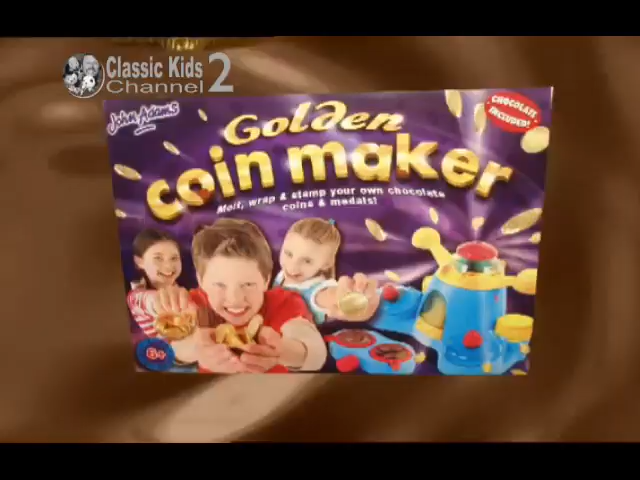 Classic Kids
Channel 2
John Adams
Golden
coin maker
Melt, wrap & stamp your own chocolate
coins & medals!
CHOCOLATE
INCLUDED!
6+